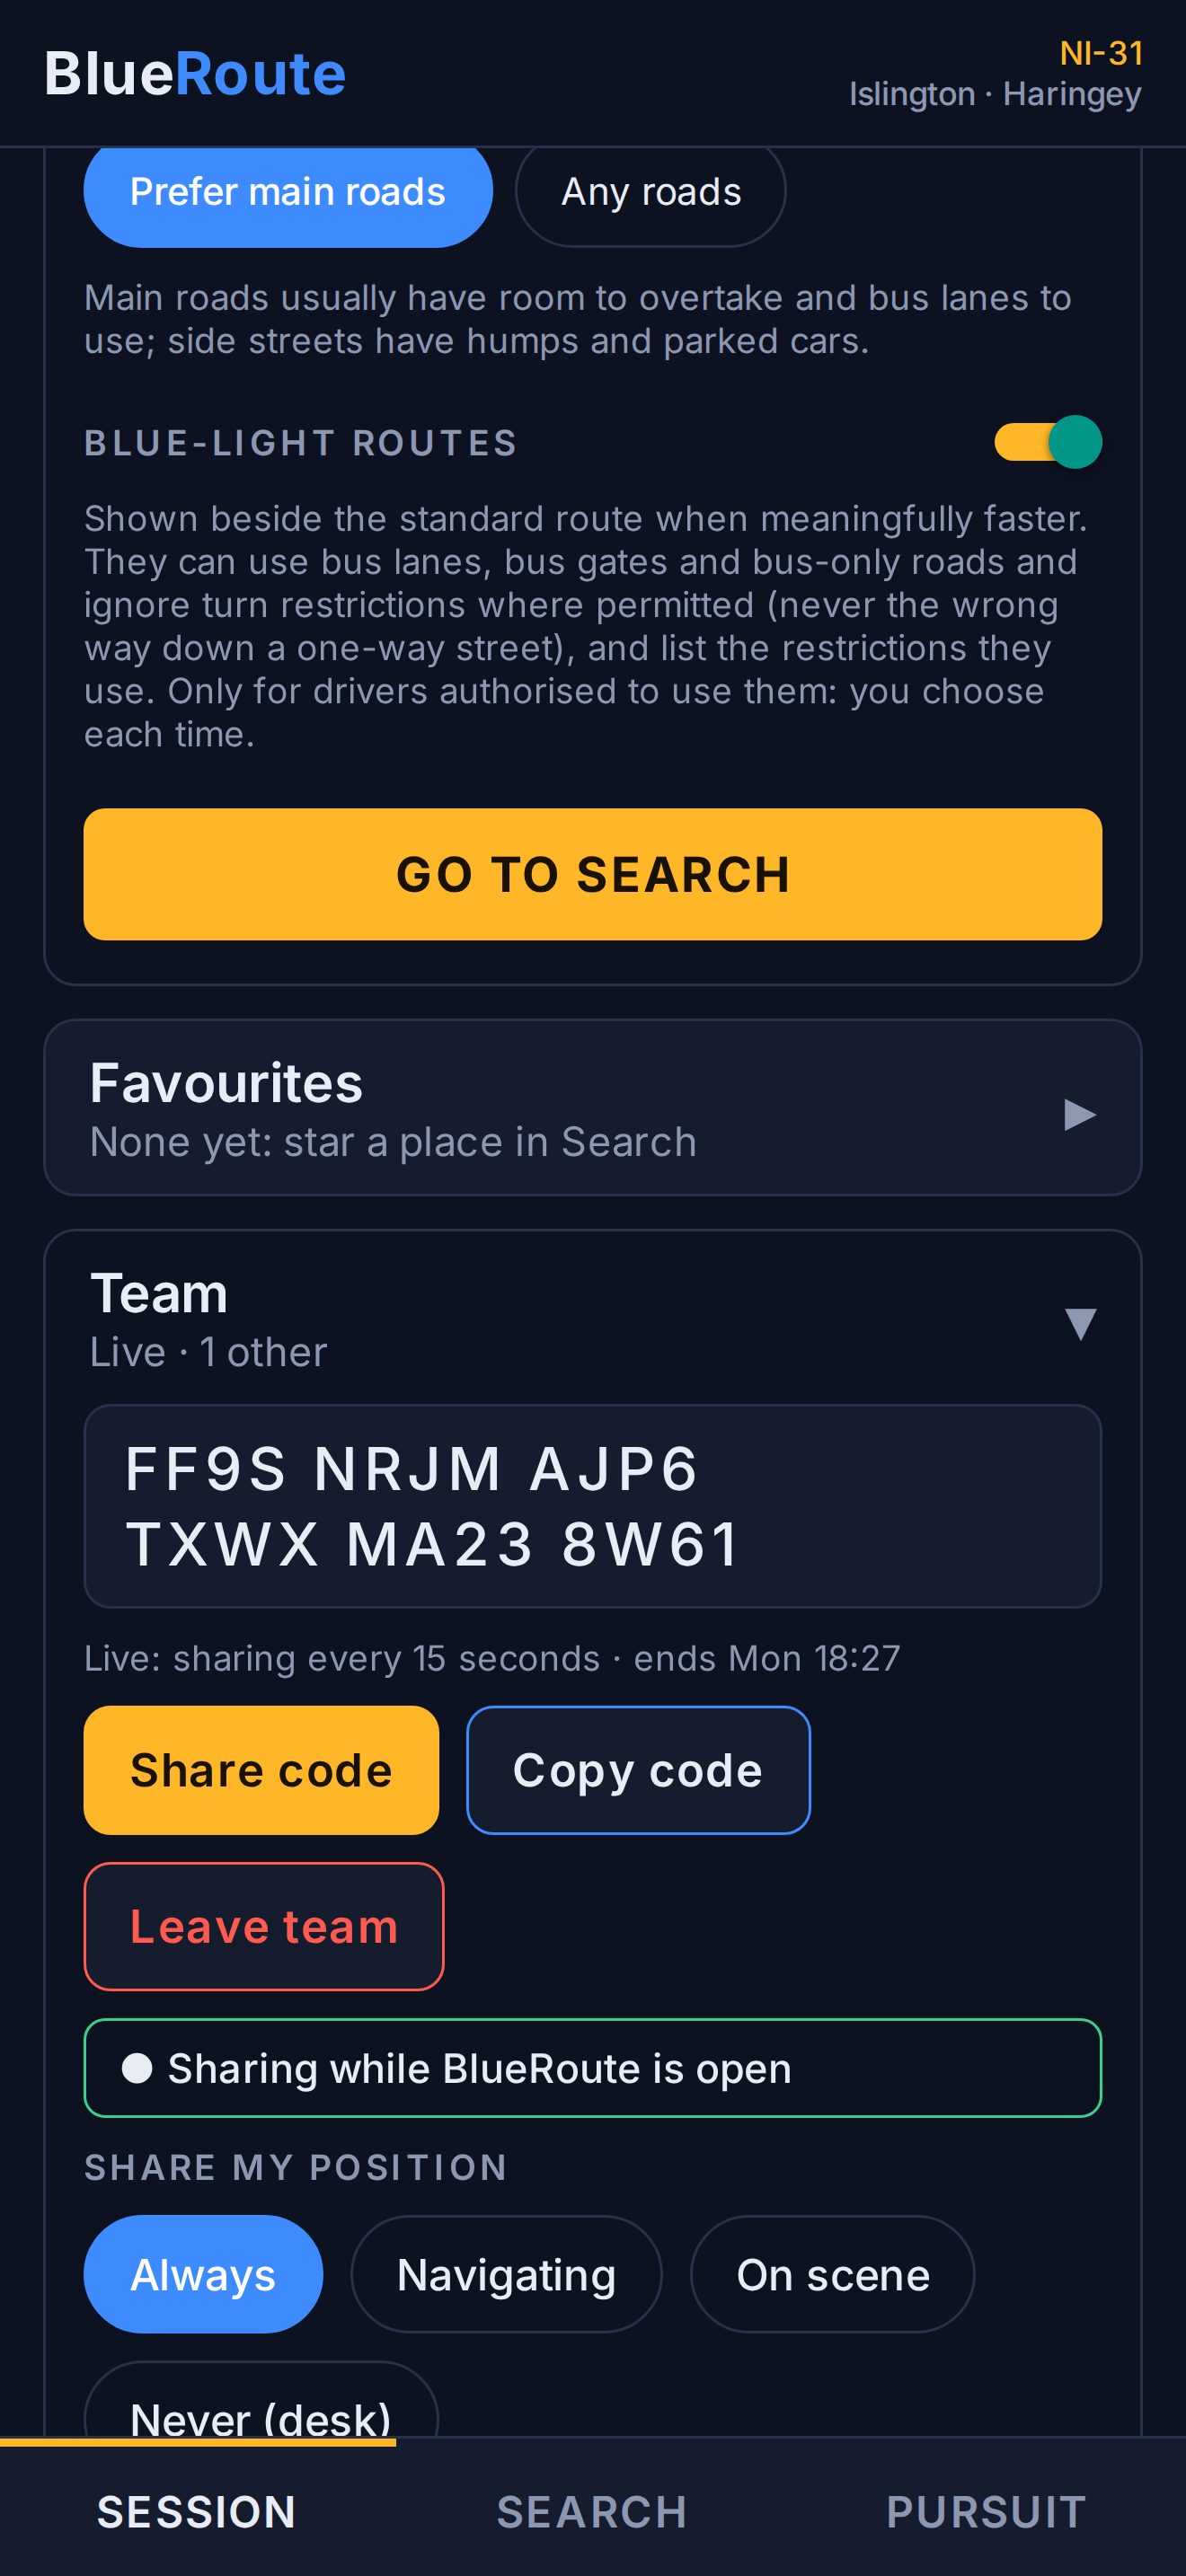 BlueRoute
NI-31
Islington · Haringey
Prefer main roads
Any roads
Main roads usually have room to overtake and bus lanes to
use; side streets have humps and parked cars.
BLUE-LIGHT ROUTES
Shown beside the standard route when meaningfully faster.
They can use bus lanes, bus gates and bus-only roads and
ignore turn restrictions where permitted (never the wrong
way down a one-way street), and list the restrictions they
use. Only for drivers authorised to use them: you choose
each time.
GO TO SEARCH
Favourites
None yet: star a place in Search
Team
Live · 1 other
FF9S NRJM AJP6
TXWX MA23 8W61
Live: sharing every 15 seconds · ends Mon 18:27
Share code
Copy code
Leave team
Sharing while BlueRoute is open
SHARE MY POSITION
Always
Navigating
On scene
Never (desk)
SESSION
SEARCH
PURSUIT